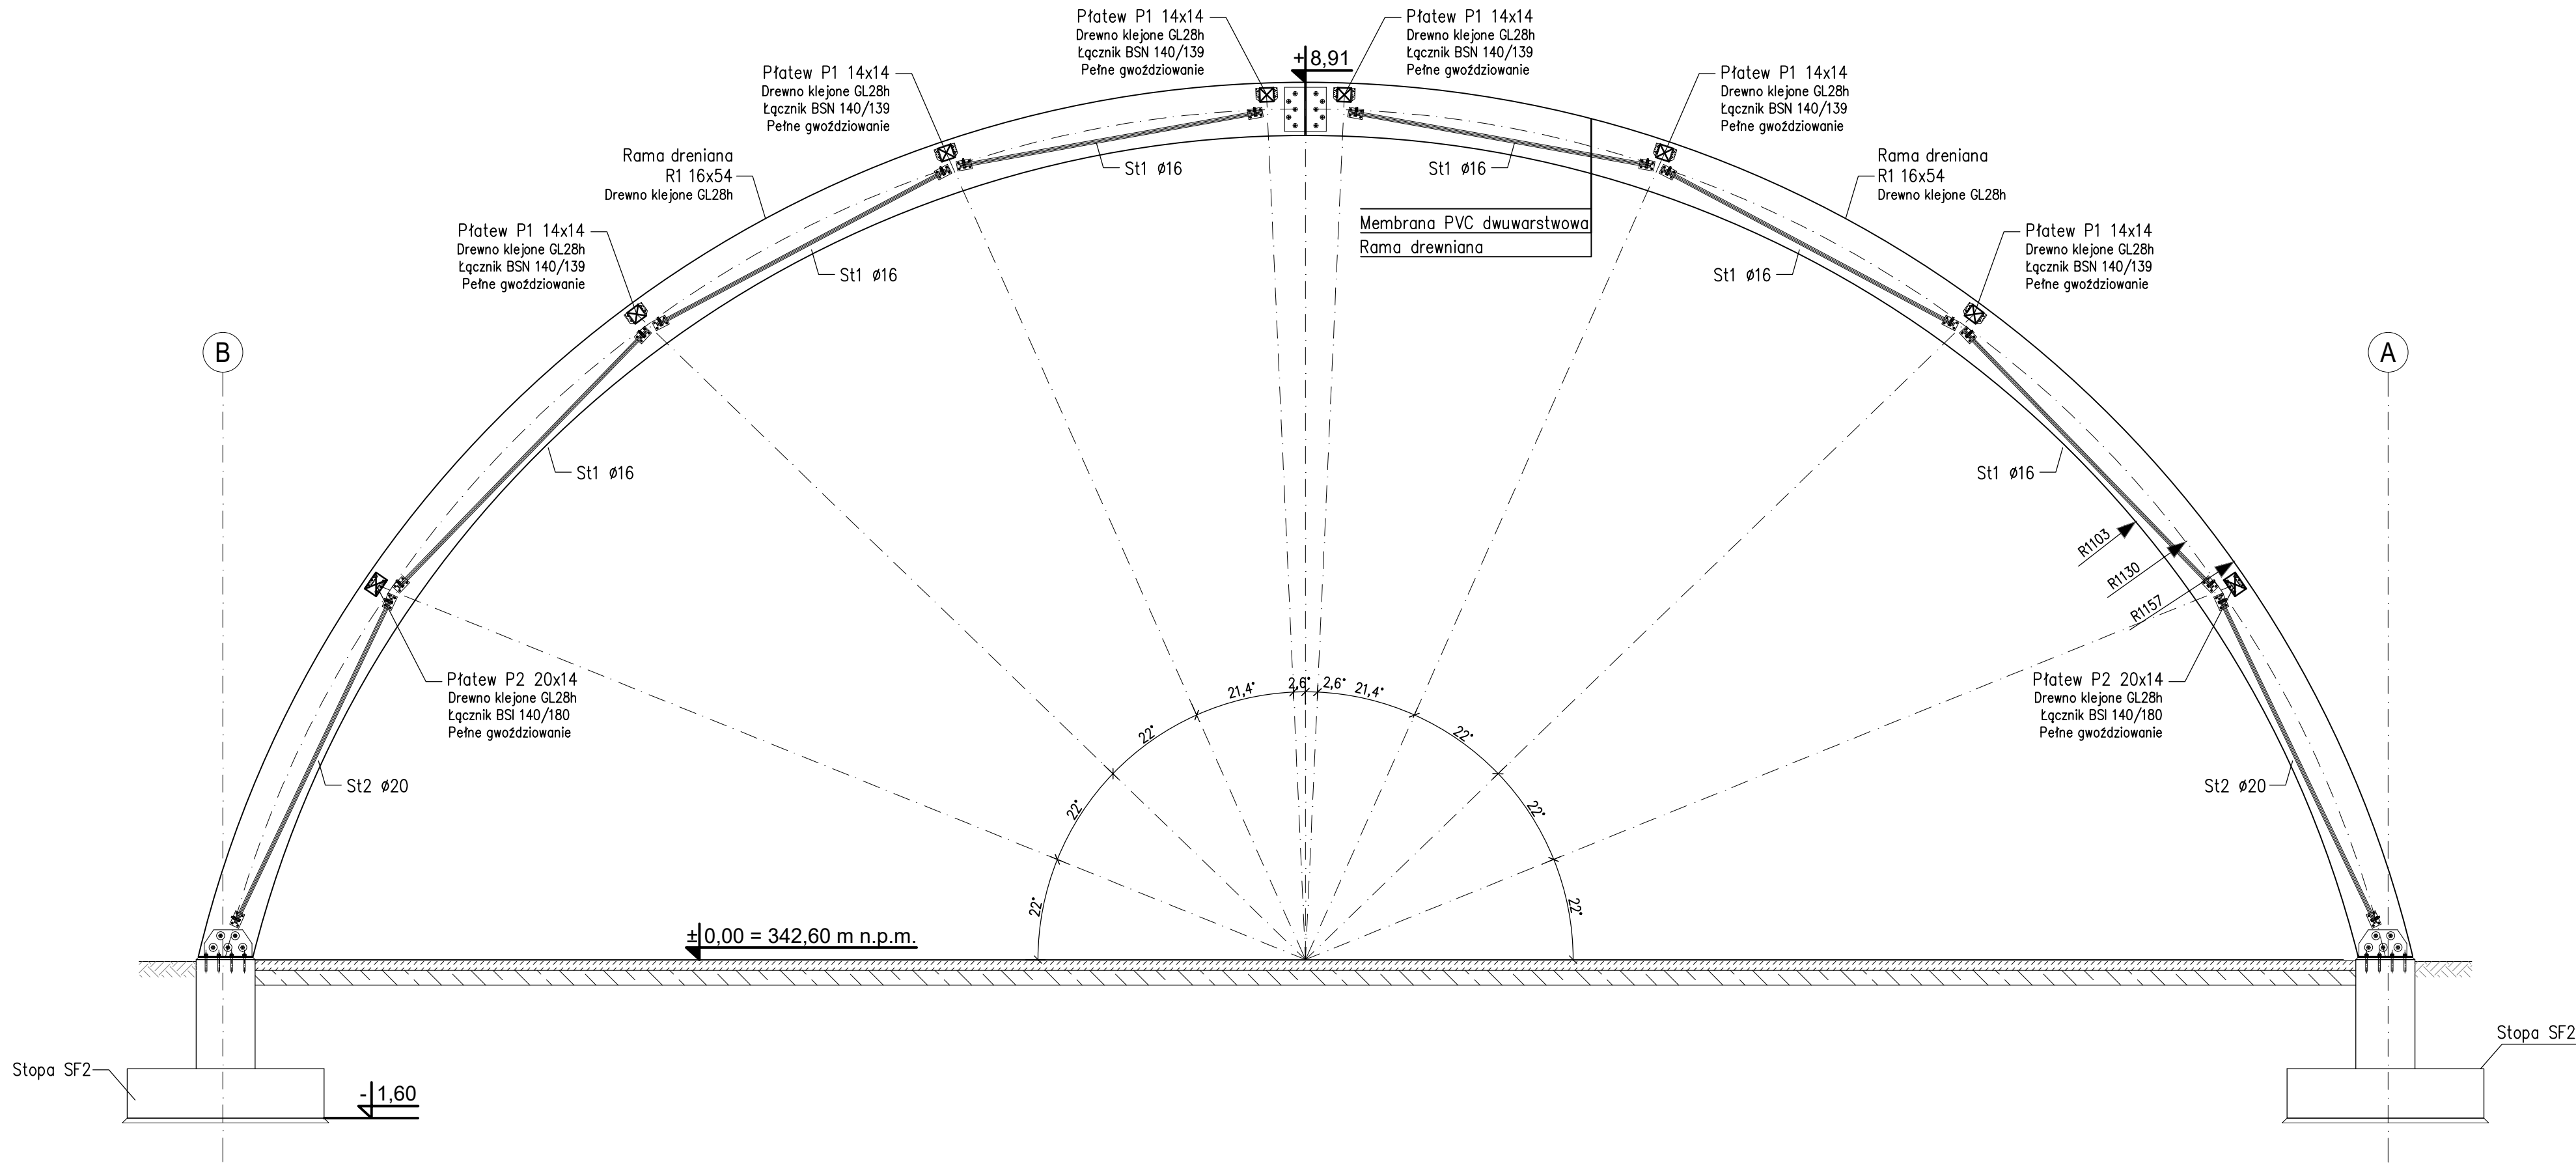 Płatew P1 14x14
Drewno klejone GL28h
Łącznik BSN 140/139
Pełne gwoździowanie
Płatew P1 14x14
Drewno klejone GL28h
Łącznik BSN 140/139
Pełne gwoździowanie
+8,91
Płatew P1 14x14
Drewno klejone GL28h
Łącznik BSN 140/139
Pełne gwoździowanie
Płatew P1 14x14
Drewno klejone GL28h
Łącznik BSN 140/139
Pełne gwoździowanie
Rama dreniana
R1 16x54
Drewno klejone GL28h
St1 ø16
St1 ø16
Rama dreniana
R1 16x54
Drewno klejone GL28h
Membrana PVC dwuwarstwowa
Rama drewniana
Płatew P1 14x14
Drewno klejone GL28h
Łącznik BSN 140/139
Pełne gwoździowanie
St1 ø16
St1 ø16
Płatew P1 14x14
Drewno klejone GL28h
Łącznik BSN 140/139
Pełne gwoździowanie
B
A
St1 ø16
St1 ø16
R1103
R1130
R1157
Płatew P2 20x14
Drewno klejone GL28h
Łącznik BSI 140/180
Pełne gwoździowanie
Płatew P2 20x14
Drewno klejone GL28h
Łącznik BSI 140/180
Pełne gwoździowanie
21,4°
2,6°
2,6°
21,4°
22°
22°
22°
22°
22°
22°
St2 ø20
St2 ø20
±0,00 = 342,60 m n.p.m.
Stopa SF2
Stopa SF2
-1,60